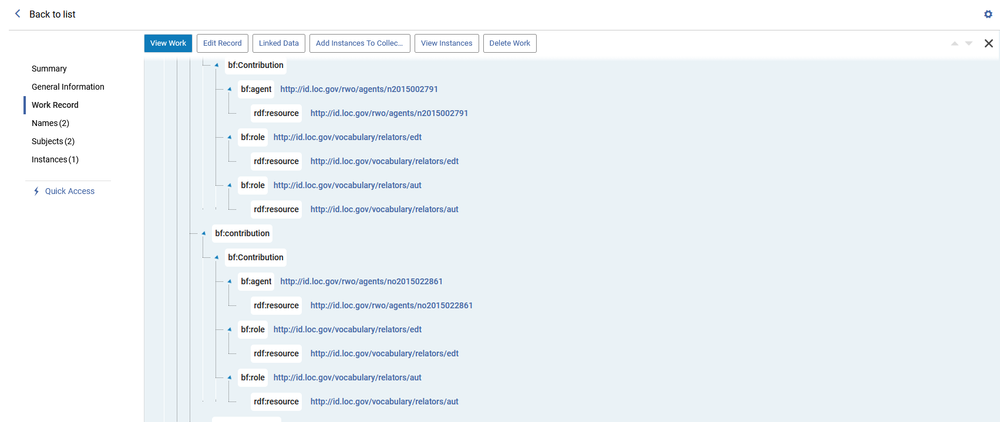 Back to list
View Work Edit Record Linked Data Add Instances To Collec... View Instances Delete Work
Summary
General Information
Work Record
Names (2)
Subjects (2)
Instances (1)
Quick Access
bf:Contribution
bf:agent http://id.loc.gov/rwo/agents/n2015002791
rdf:resource http://id.loc.gov/rwo/agents/n2015002791
bf:role http://id.loc.gov/vocabulary/relators/edt
rdf:resource http://id.loc.gov/vocabulary/relators/edt
bf:role http://id.loc.gov/vocabulary/relators/aut
rdf:resource http://id.loc.gov/vocabulary/relators/aut
bf:contribution
bf:Contribution
bf:agent http://id.loc.gov/rwo/agents/no2015022861
rdf:resource http://id.loc.gov/rwo/agents/no2015022861
bf:role http://id.loc.gov/vocabulary/relators/edt
rdf:resource http://id.loc.gov/vocabulary/relators/edt
bf:role http://id.loc.gov/vocabulary/relators/aut
rdf:resource http://id.loc.gov/vocabulary/relators/aut